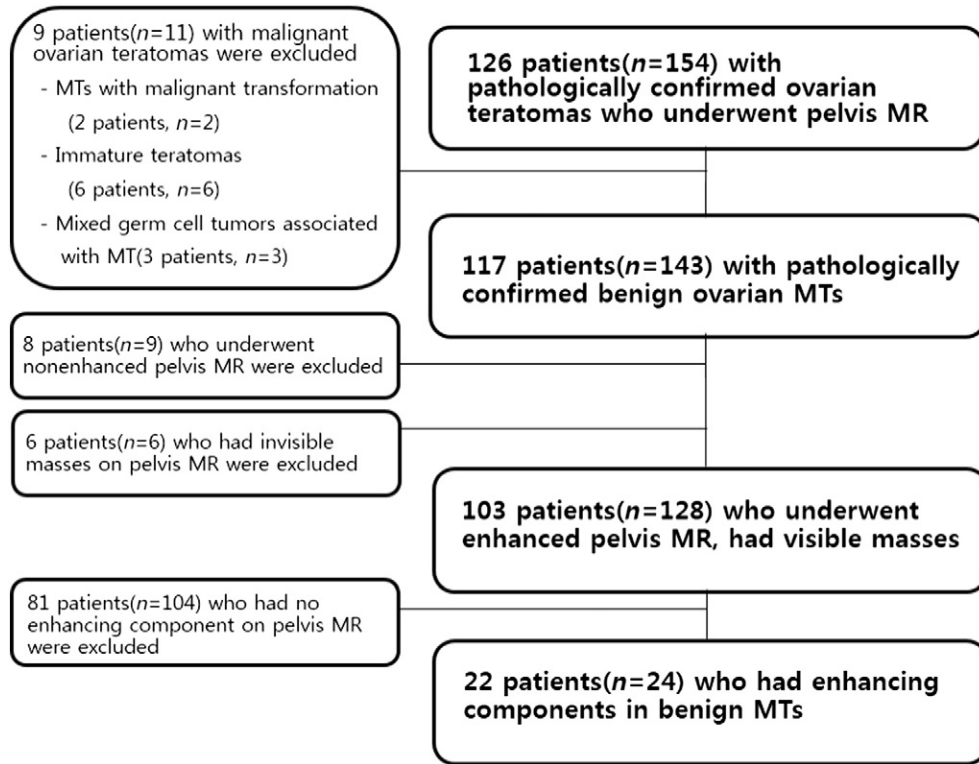 9 patients(n=11) with malignant
ovarian teratomas were excluded
- MTs with malignant transformation
(2 patients, n=2)
- Immature teratomas
(6 patients, n=6)
- Mixed germ cell tumors associated
with MT(3 patients, n=3)
126 patients(n=154) with
pathologically confirmed ovarian
teratomas who underwent pelvis MR
117 patients(n=143) with pathologically
confirmed benign ovarian MTs
8 patients(n=9) who underwent
nonenhanced pelvis MR were excluded
6 patients(n=6) who had invisible
masses on pelvis MR were excluded
103 patients(n=128) who underwent
enhanced pelvis MR, had visible masses
81 patients(n=104) who had no
enhancing component on pelvis MR
were excluded
22 patients(n=24) who had enhancing
components in benign MTs